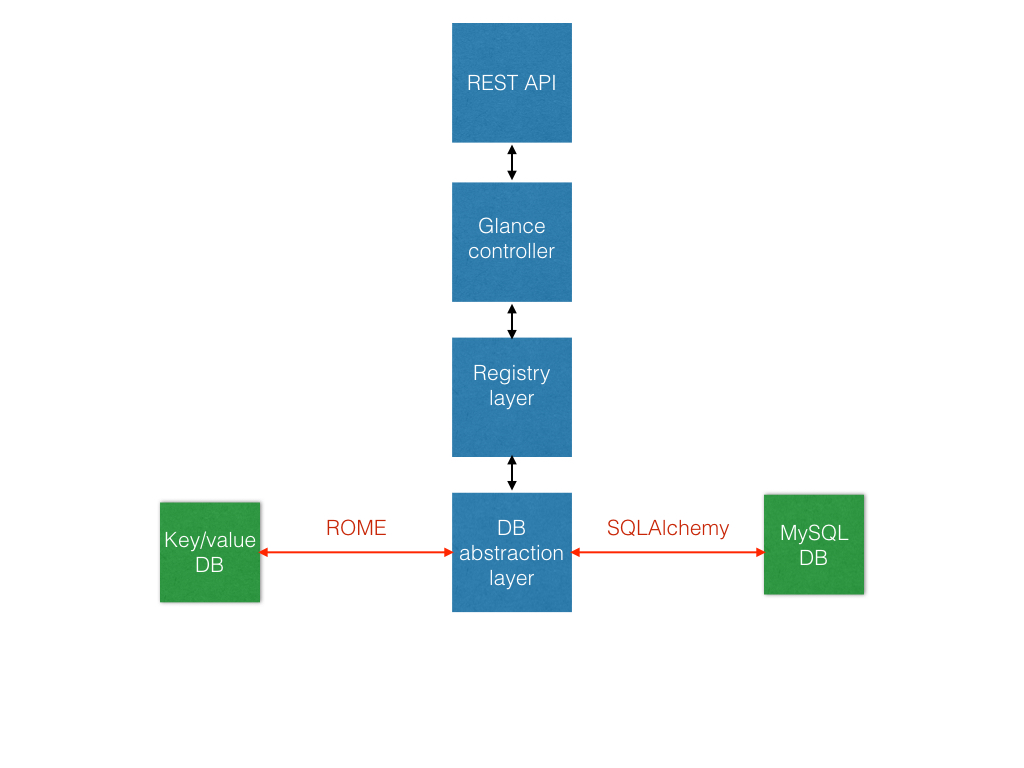 REST API
Glance
controller
Registry
layer
Key/value
DB
ROME
DB
abstraction
layer
SQLAlchemy
MySQL
DB